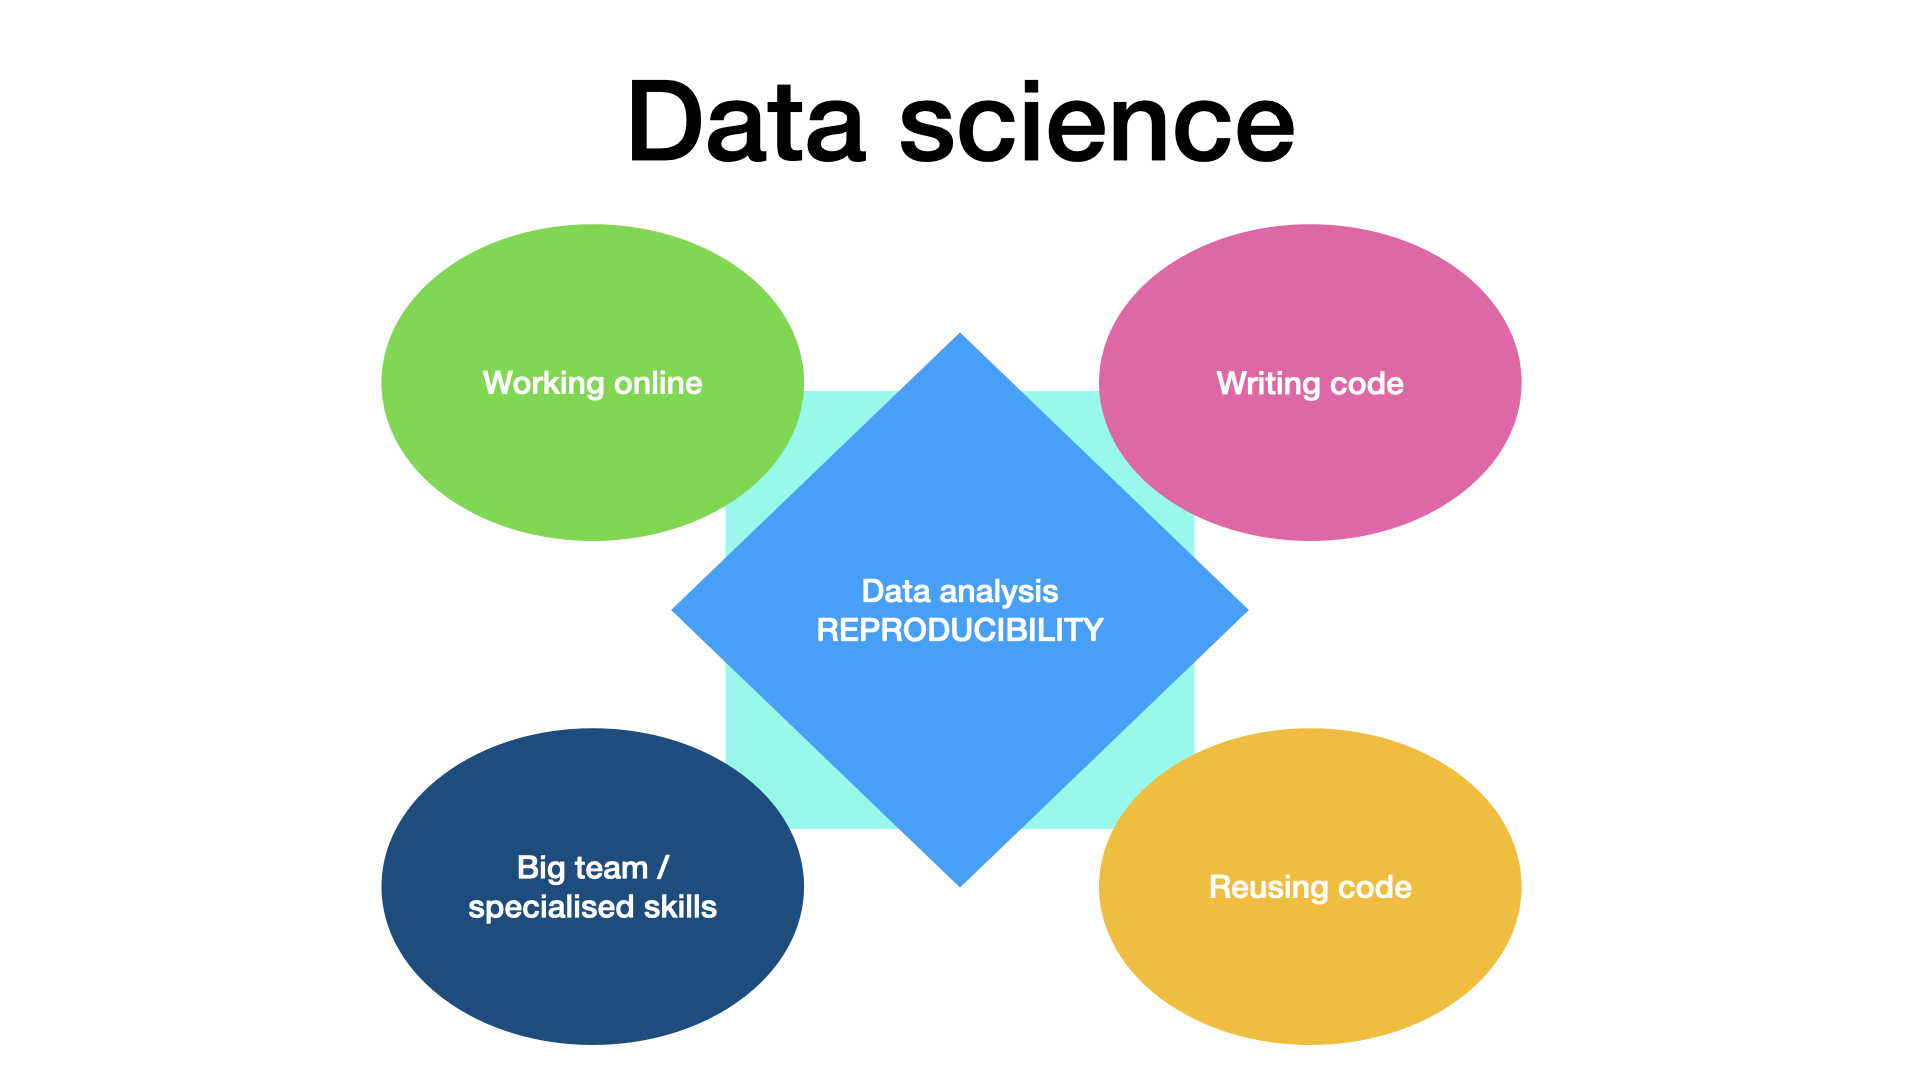 Data science
Working online
Writing code
Data analysis
REPRODUCIBILITY
Big team /
specialised skills
Reusing code